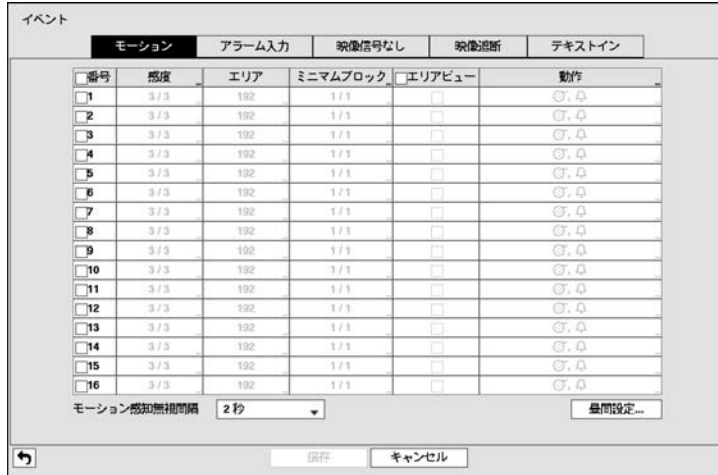 イベント
モーション アラーム入力 映像信号なし 映像遮断 テキストイン
番号 感度 エリア ミニマムブロック エリアビュー 動作
1 3 / 3 192 1 / 1
2 3 / 3 192 1 / 1
3 3 / 3 192 1 / 1
4 3 / 3 192 1 / 1
5 3 / 3 192 1 / 1
6 3 / 3 192 1 / 1
7 3 / 3 192 1 / 1
8 3 / 3 192 1 / 1
9 3 / 3 192 1 / 1
10 3 / 3 192 1 / 1
11 3 / 3 192 1 / 1
12 3 / 3 192 1 / 1
13 3 / 3 192 1 / 1
14 3 / 3 192 1 / 1
15 3 / 3 192 1 / 1
16 3 / 3 192 1 / 1
モーション感知無視間隔 2 秒 昼間設定...
保存 キャンセル